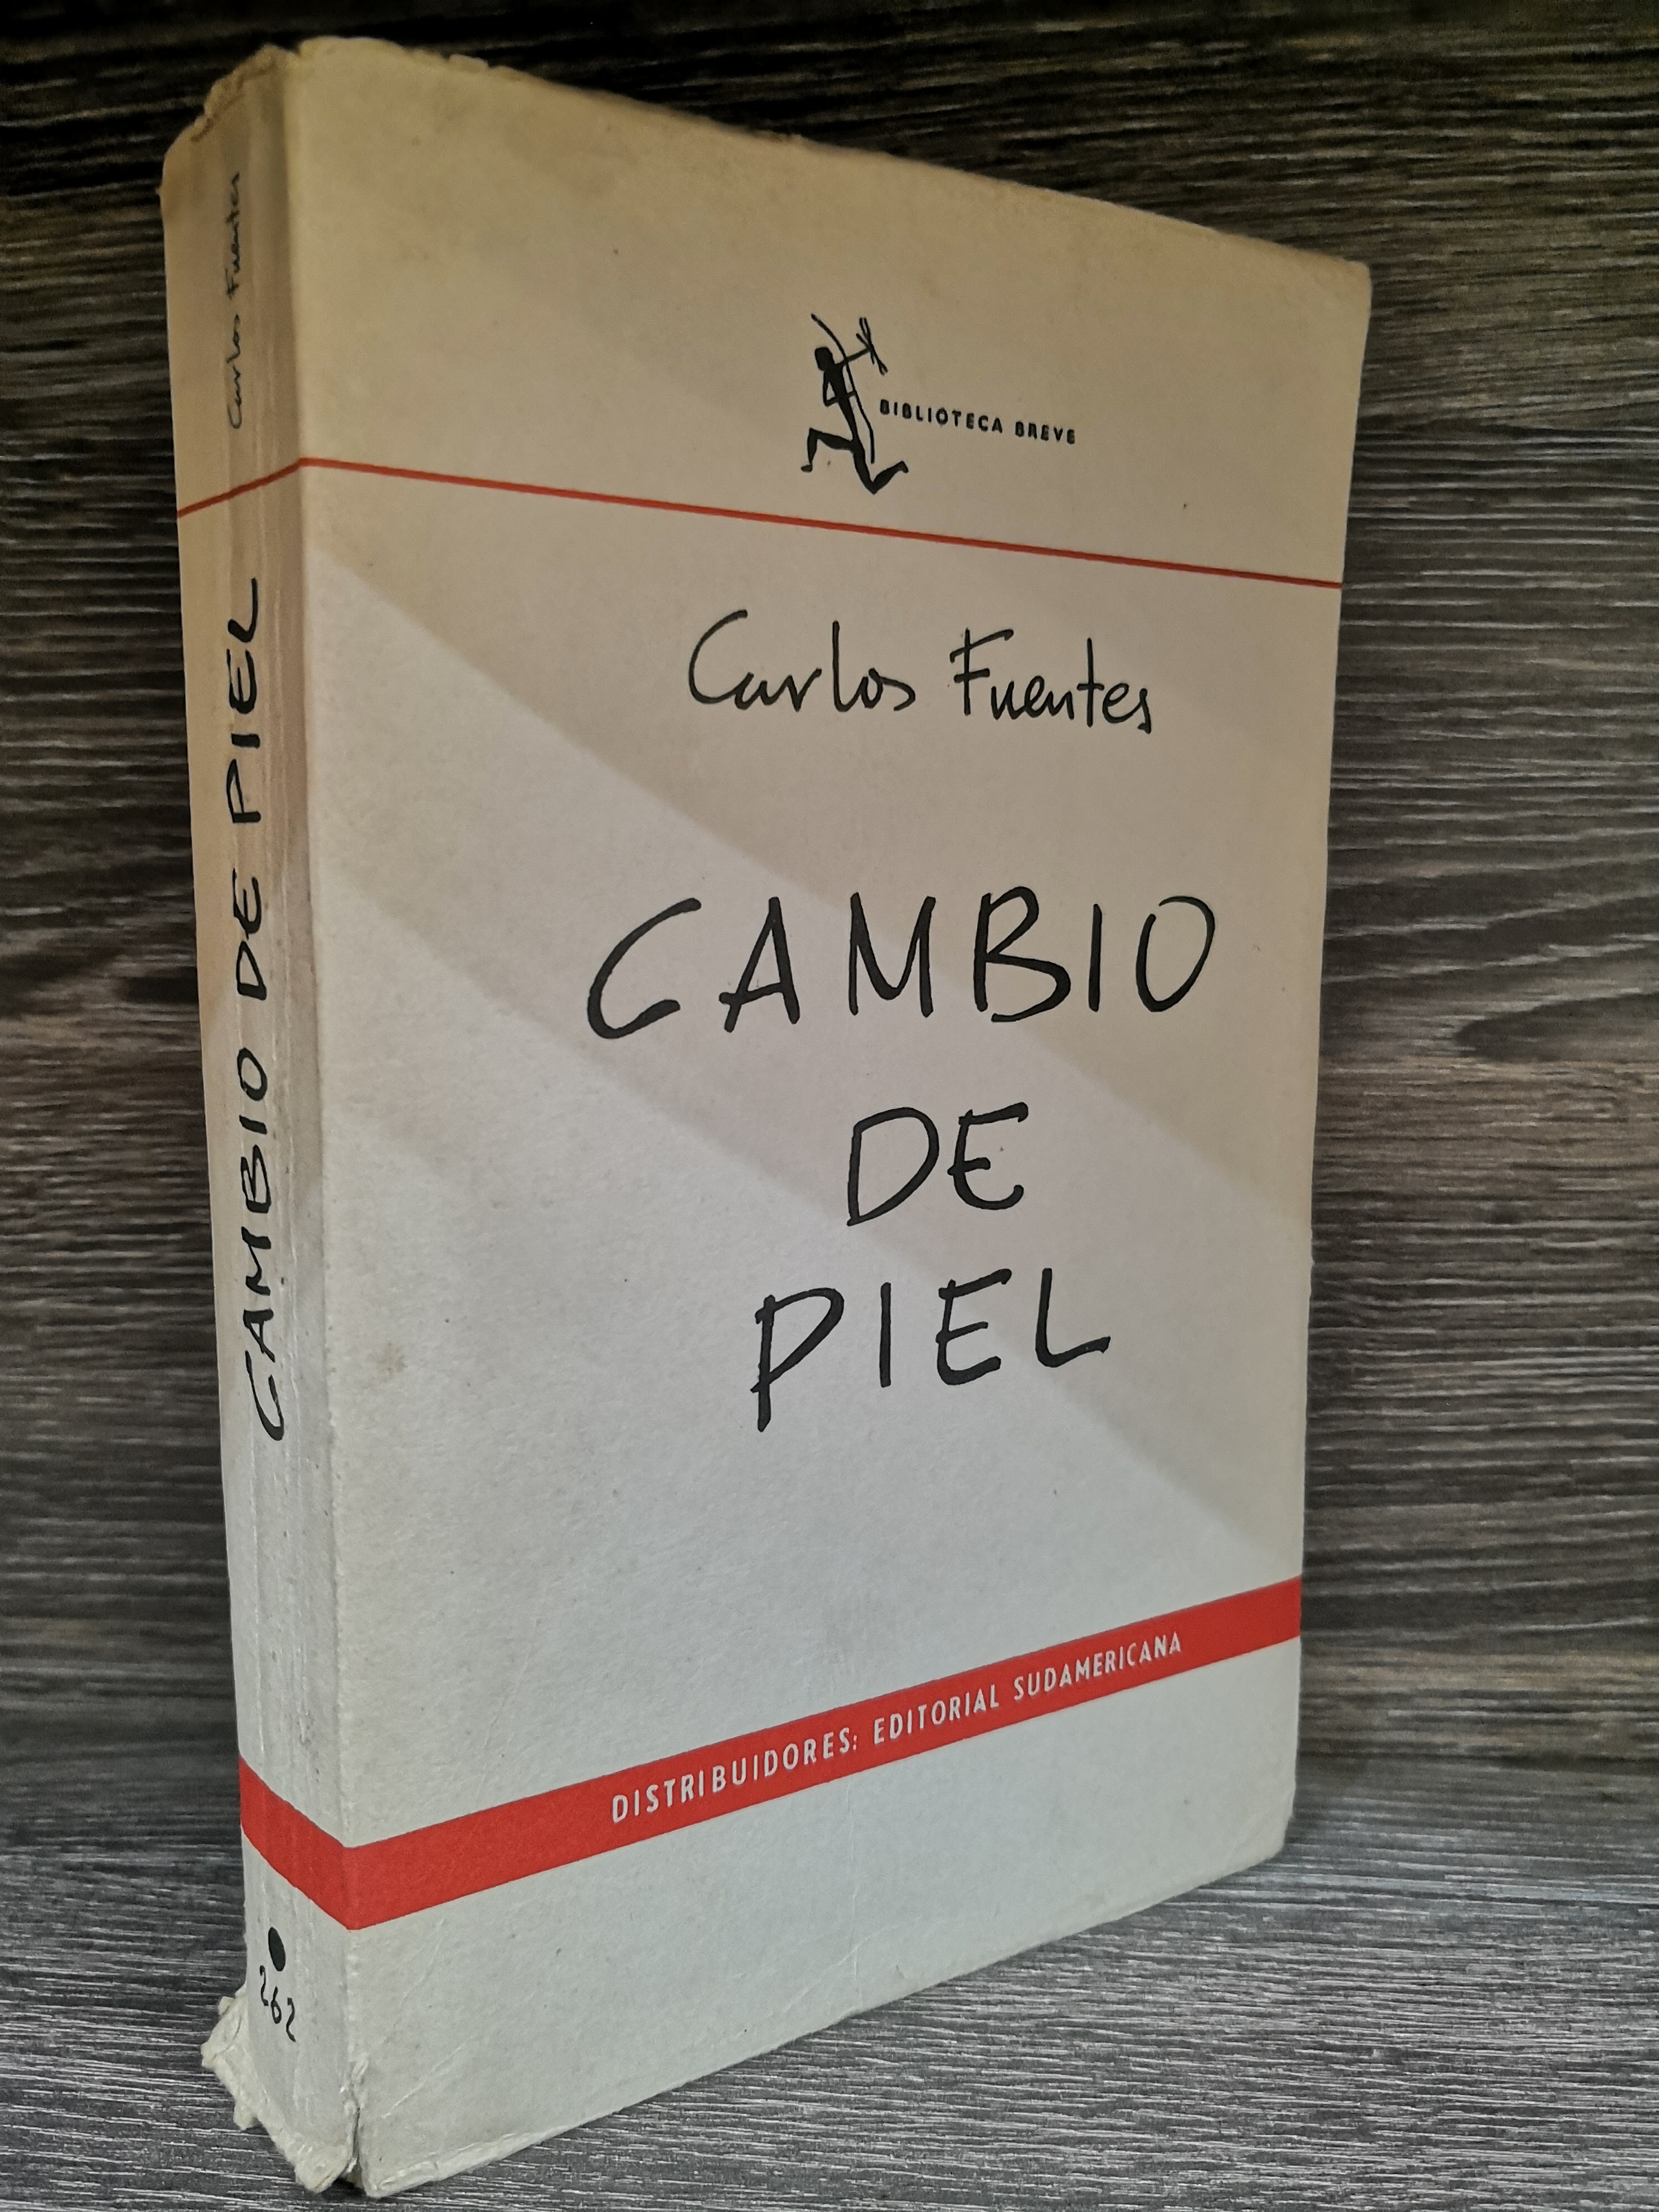 BIBLIOTECA BREVE
Carlos Fuentes
CAMBIO
DE
PIEL
DISTRIBUIDORES: EDITORIAL SUDAMERICANA
Carlos Fuentes
CAMBIO DE PIEL
262